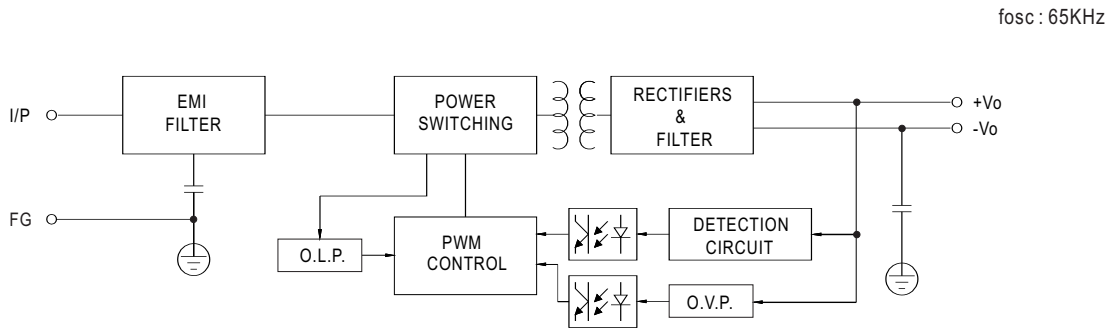 fosc : 65KHz
I/P
EMI
FILTER
POWER
SWITCHING
RECTIFIERS
&
FILTER
+Vo
-Vo
FG
O.L.P.
PWM
CONTROL
DETECTION
CIRCUIT
O.V.P.